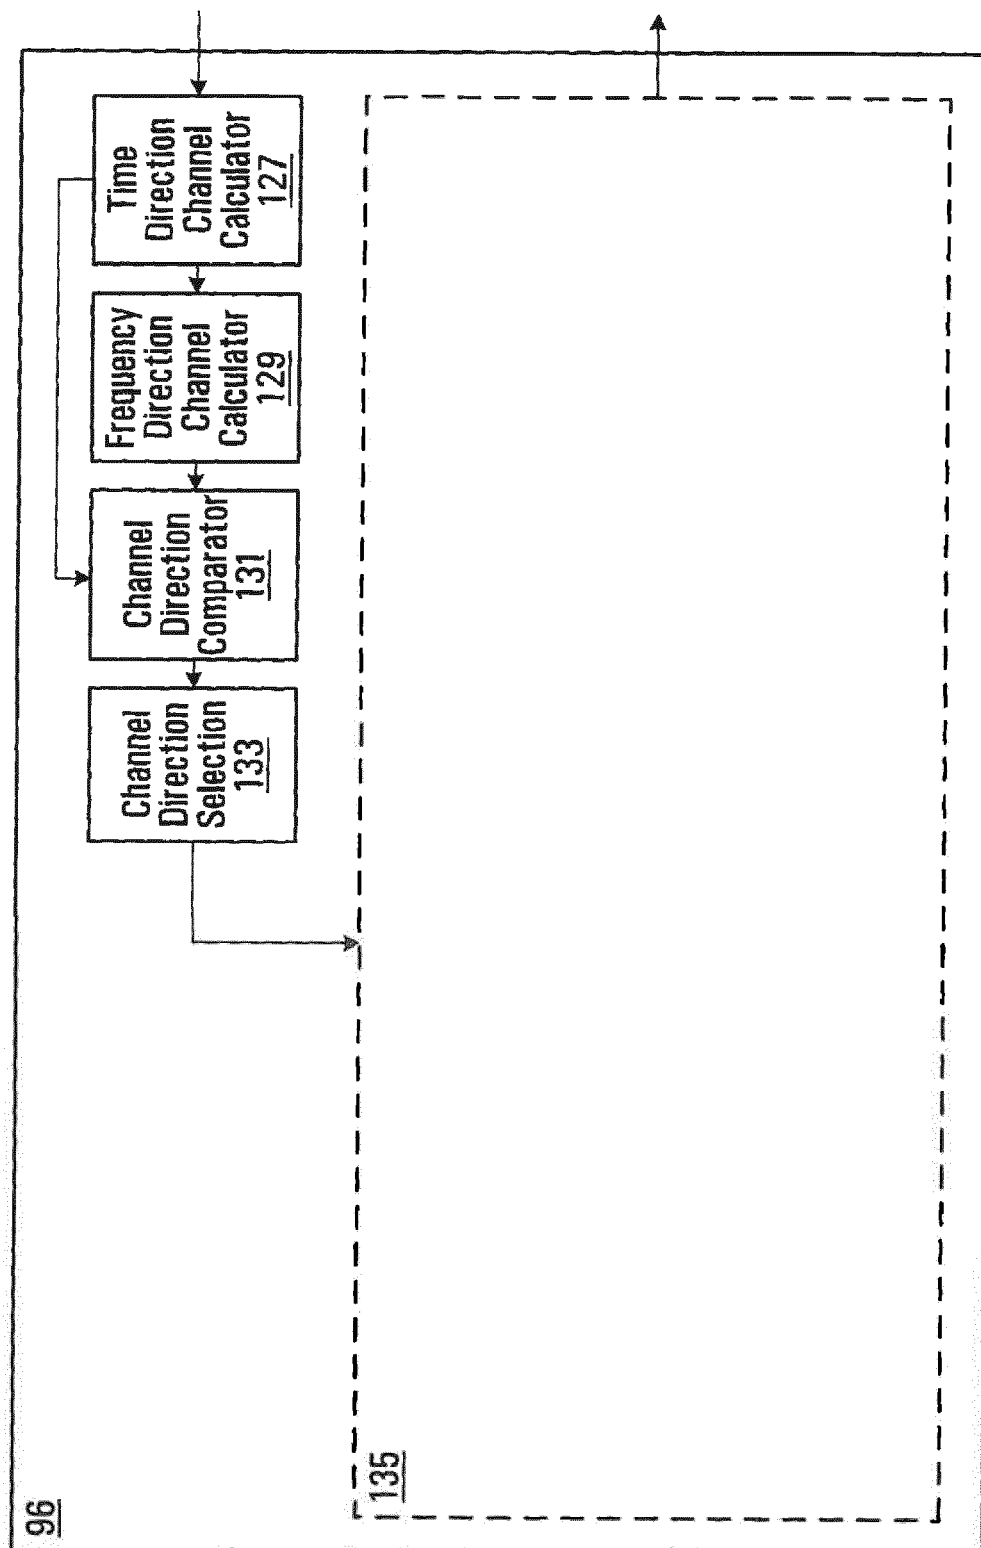 96
Channel
Direction
Selection
133
Channel
Direction
Comparator
131
Frequency
Direction
Channel
Calculator
129
Time
Direction
Channel
Calculator
127
135